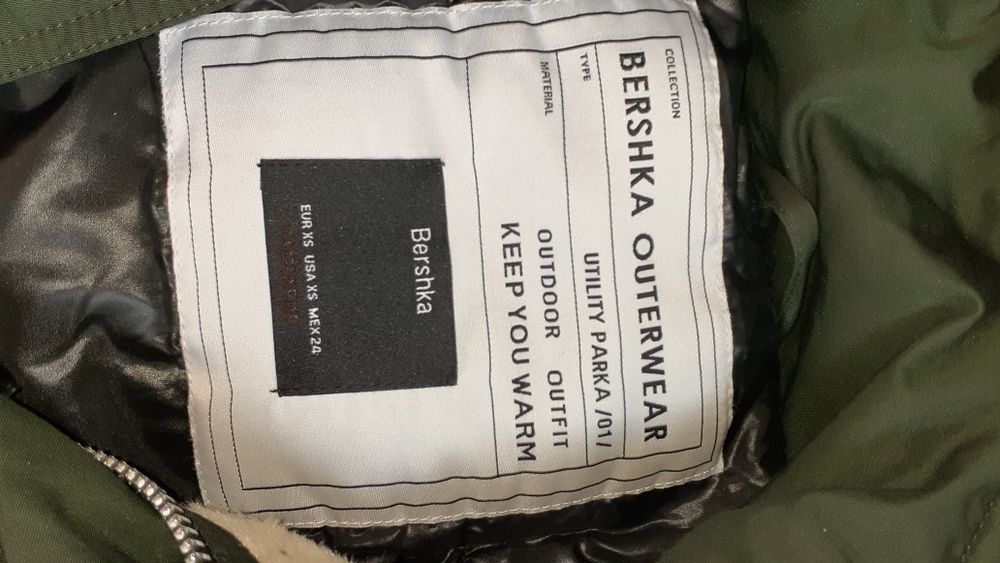 COLLECTION
BERSHKA OUTERWEAR
TYPE
UTILITY PARKA /01/
MATERIAL
OUTDOOR OUTFIT
KEEP YOU WARM
Bershka
EUR XS USA XS MEX 24